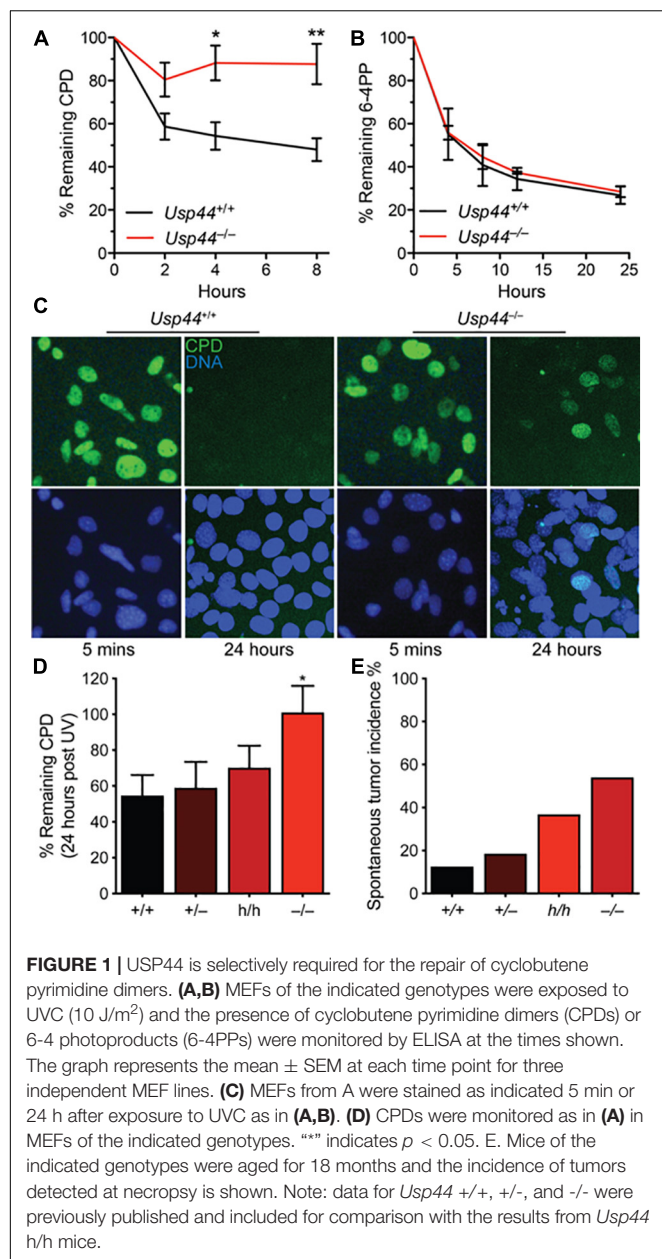 A
% Remaining CPD
100
80
60
40
20
0
* **
Usp44+/+
Usp44−/−
0 2 4 6 8
Hours
B
% Remaining 6-4PP
100
80
60
40
20
0
Usp44+/+
Usp44−/−
0 5 10 15 20 25
Hours
C
Usp44+/+ Usp44−/−
CPD
DNA
5 mins 24 hours 5 mins 24 hours
D
% Remaining CPD
(24 hours post UV)
120
100
80
60
40
20
0
*
+/+ +/− h/h −/−
E
Spontaneous tumor incidence %
100
80
60
40
20
0
+/+ +/− h/h −/−
FIGURE 1 | USP44 is selectively required for the repair of cyclobutene
pyrimidine dimers. (A,B) MEFs of the indicated genotypes were exposed to
UVC (10 J/m²) and the presence of cyclobutene pyrimidine dimers (CPDs) or
6-4 photoproducts (6-4PPs) were monitored by ELISA at the times shown.
The graph represents the mean ± SEM at each time point for three
independent MEF lines. (C) MEFs from A were stained as indicated 5 min or
24 h after exposure to UVC as in (A,B). (D) CPDs were monitored as in (A) in
MEFs of the indicated genotypes. “*” indicates p < 0.05. E. Mice of the
indicated genotypes were aged for 18 months and the incidence of tumors
detected at necropsy is shown. Note: data for Usp44 +/+, +/-, and -/- were
previously published and included for comparison with the results from Usp44
h/h mice.